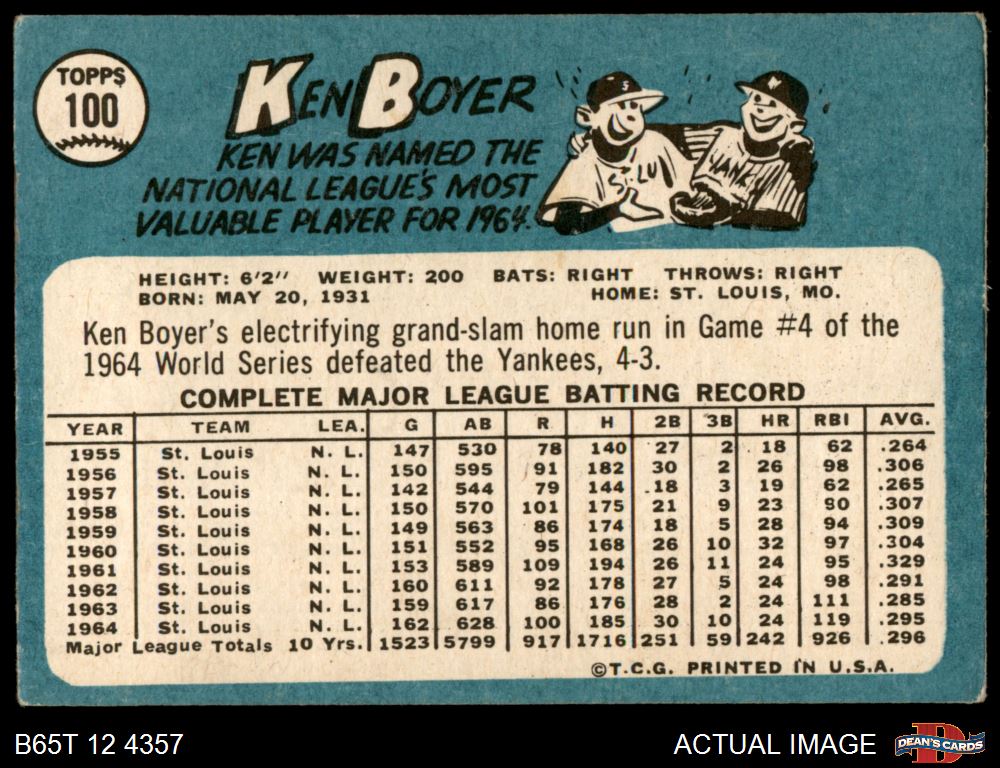 TOPPS
100
KEN BOYER
KEN WAS NAMED THE
NATIONAL LEAGUE'S MOST
VALUABLE PLAYER FOR 1964.
S
ST. LOU
YANK
HEIGHT: 6'2" WEIGHT: 200 BATS: RIGHT THROWS: RIGHT
BORN: MAY 20, 1931 HOME: ST. LOUIS, MO.
Ken Boyer's electrifying grand-slam home run in Game #4 of the
1964 World Series defeated the Yankees, 4-3.
COMPLETE MAJOR LEAGUE BATTING RECORD
YEAR TEAM LEA. G AB R H 2B 3B HR RBI AVG.
1955 St. Louis N. L. 147 530 78 140 27 2 18 62 .264
1956 St. Louis N. L. 150 595 91 182 30 2 26 98 .306
1957 St. Louis N. L. 142 544 79 144 18 3 19 62 .265
1958 St. Louis N. L. 150 570 101 175 21 9 23 90 .307
1959 St. Louis N. L. 149 563 86 174 18 5 28 94 .309
1960 St. Louis N. L. 151 552 95 168 26 10 32 97 .304
1961 St. Louis N. L. 153 589 109 194 26 11 24 95 .329
1962 St. Louis N. L. 160 611 92 178 27 5 24 98 .291
1963 St. Louis N. L. 159 617 86 176 28 2 24 111 .285
1964 St. Louis N. L. 162 628 100 185 30 10 24 119 .295
Major League Totals 10 Yrs. 1523 5799 917 1716 251 59 242 926 .296
©T.C.G. PRINTED IN U.S.A.
B65T 12 4357 ACTUAL IMAGE
D
DEAN'S CARDS